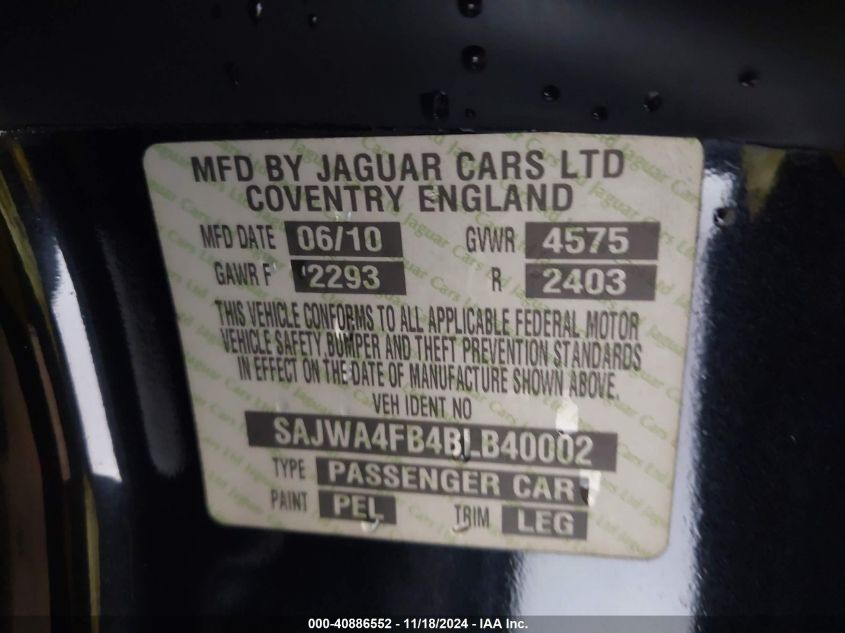 MFD BY JAGUAR CARS LTD
COVENTRY ENGLAND
MFD DATE 06/10 GVWR 4575
GAWR F 2293 R 2403
THIS VEHICLE CONFORMS TO ALL APPLICABLE FEDERAL MOTOR
VEHICLE SAFETY, BUMPER AND THEFT PREVENTION STANDARDS
IN EFFECT ON THE DATE OF MANUFACTURE SHOWN ABOVE.
VEH IDENT NO
SAJWA4FB4BLB40002
TYPE PASSENGER CAR
PAINT PEL TRIM LEG
000-40886552 - 11/18/2024 - IAA Inc.